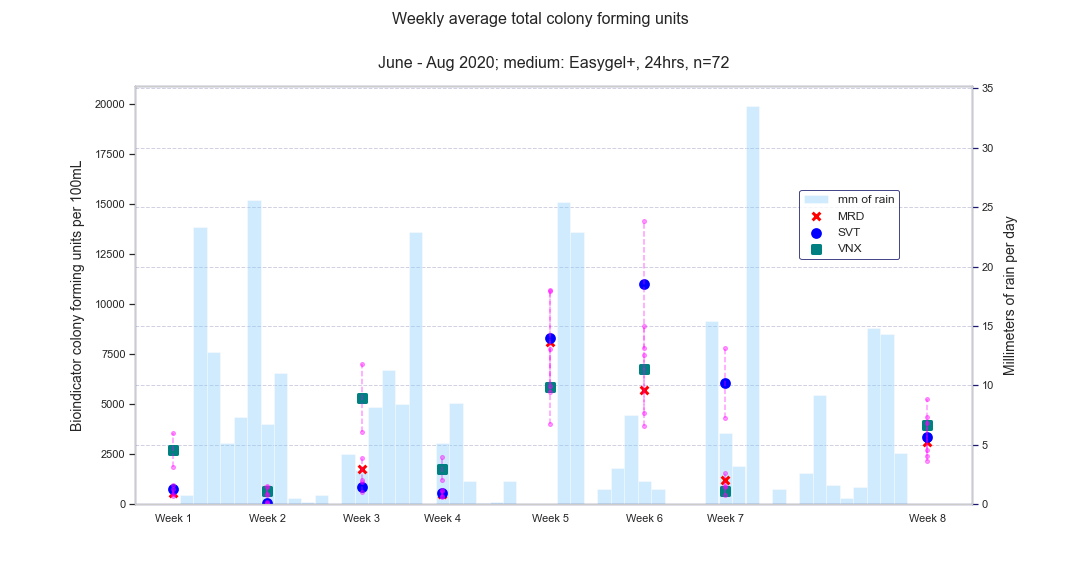 Weekly average total colony forming units
June - Aug 2020; medium: Easygel+, 24hrs, n=72
Bioindicator colony forming units per 100mL
20000
17500
15000
12500
10000
7500
5000
2500
0
35
30
25
20
15
10
5
0
Millimeters of rain per day
mm of rain
MRD
SVT
VNX
Week 1 Week 2 Week 3 Week 4 Week 5 Week 6 Week 7 Week 8